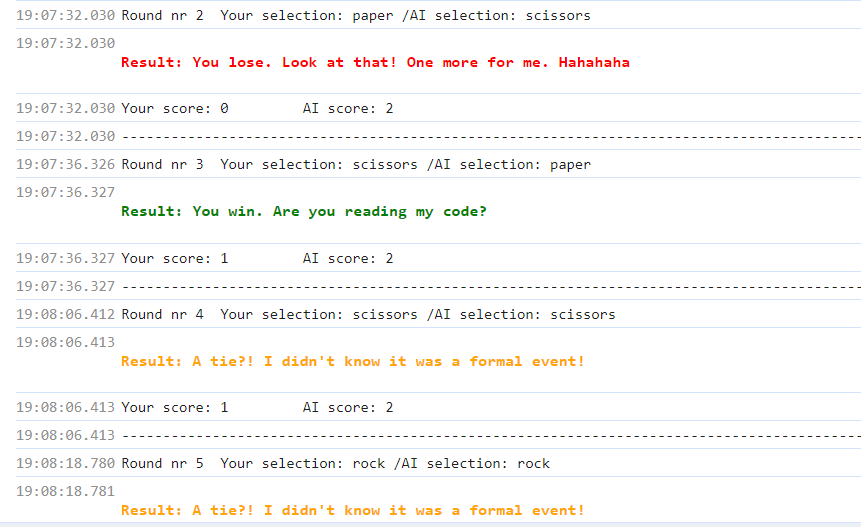 19:07:32.030 Round nr 2  Your selection: paper /AI selection: scissors
19:07:32.030
Result: You lose. Look at that! One more for me. Hahahaha
19:07:32.030 Your score: 0         AI score: 2
19:07:32.030 ------------------------------------------------------------------------------------------
19:07:36.326 Round nr 3  Your selection: scissors /AI selection: paper
19:07:36.327
Result: You win. Are you reading my code?
19:07:36.327 Your score: 1         AI score: 2
19:07:36.327 ------------------------------------------------------------------------------------------
19:08:06.412 Round nr 4  Your selection: scissors /AI selection: scissors
19:08:06.413
Result: A tie?! I didn't know it was a formal event!
19:08:06.413 Your score: 1         AI score: 2
19:08:06.413 ------------------------------------------------------------------------------------------
19:08:18.780 Round nr 5  Your selection: rock /AI selection: rock
19:08:18.781
Result: A tie?! I didn't know it was a formal event!